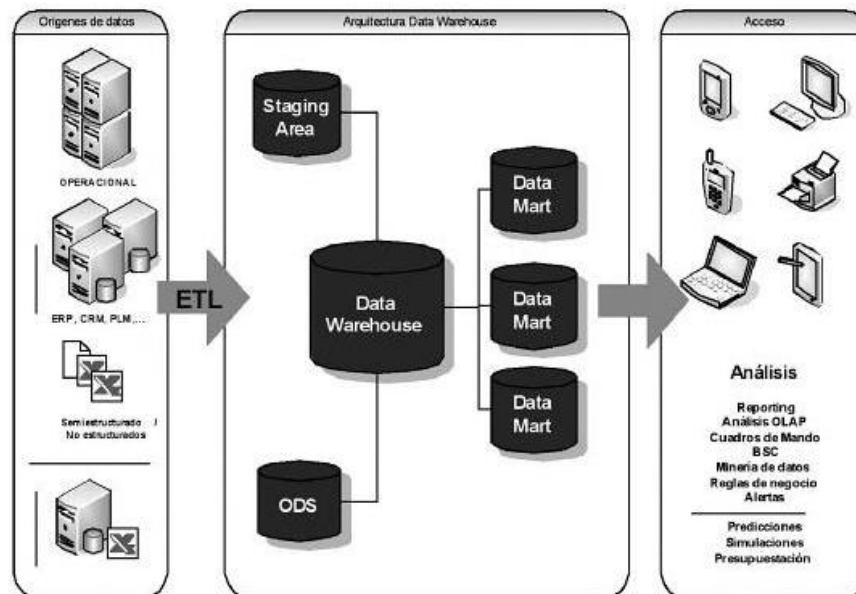 Orígenes de datos
OPERACIONAL
ERP, CRM, PLM,...
Semiestructurado /
No estructurados
ETL
Arquitectura Data Warehouse
Staging
Area
Data
Warehouse
ODS
Data
Mart
Data
Mart
Data
Mart
Acceso
Análisis
Reporting
Análisis OLAP
Cuadros de Mando
BSC
Minería de datos
Reglas de negocio
Alertas
Predicciones
Simulaciones
Presupuestación